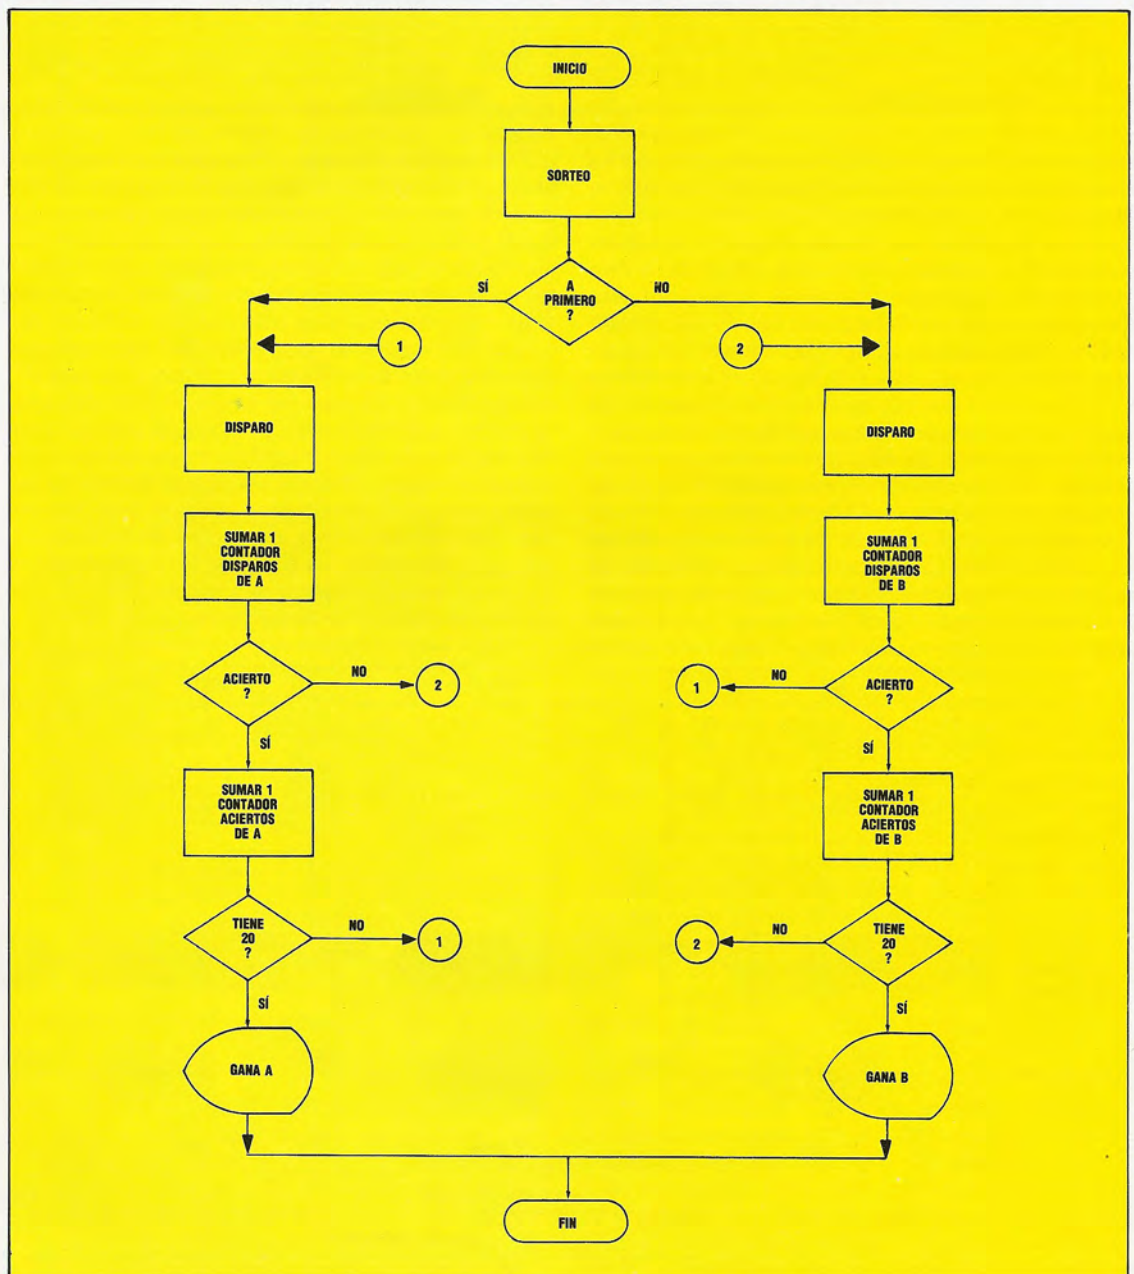 INICIO
SORTEO
A
PRIMERO
?
SÍ
NO
1
2
DISPARO
DISPARO
SUMAR 1
CONTADOR
DISPAROS
DE A
SUMAR 1
CONTADOR
DISPAROS
DE B
ACIERTO
?
NO
2
1
NO
ACIERTO
?
SÍ
SÍ
SUMAR 1
CONTADOR
ACIERTOS
DE A
SUMAR 1
CONTADOR
ACIERTOS
DE B
TIENE
20
?
NO
1
2
NO
TIENE
20
?
SÍ
SÍ
GANA A
GANA B
FIN